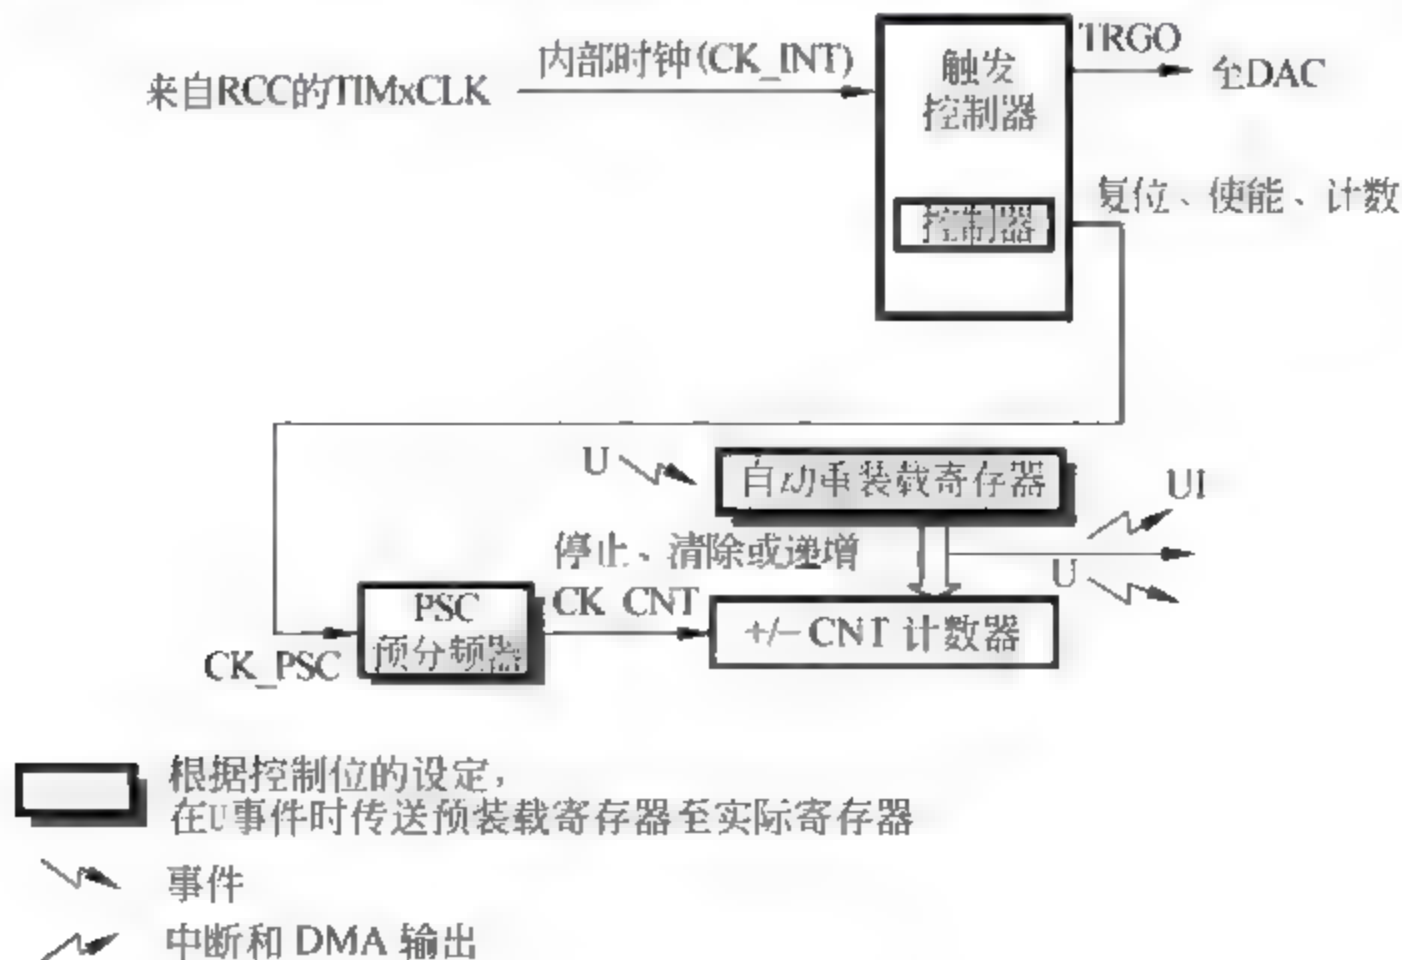 来自RCC的TIMxCLK
内部时钟(CK_INT)
触发
控制器
TRGO
至DAC
控制器
复位、使能、计数
U
自动重装载寄存器
UI
停止、清除或递增
U
PSC
预分频器
CK_PSC
CK CNT
+/- CNT 计数器
根据控制位的设定,
在U事件时传送预装载寄存器至实际寄存器
事件
中断和 DMA 输出